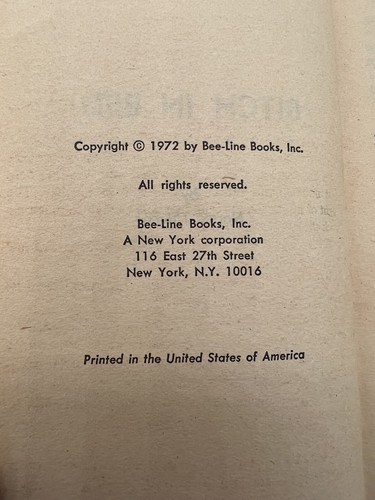 Copyright © 1972 by Bee-Line Books, Inc.
All rights reserved.
Bee-Line Books, Inc.
A New York corporation
116 East 27th Street
New York, N.Y. 10016
Printed in the United States of America